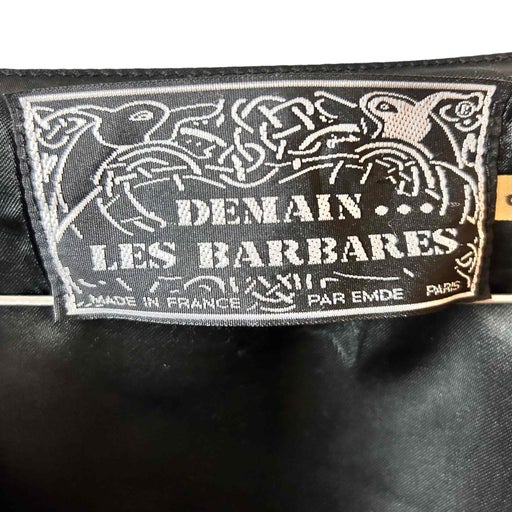 DEMAIN...
LES BARBARES
MADE IN FRANCE PAR EMDE PARIS